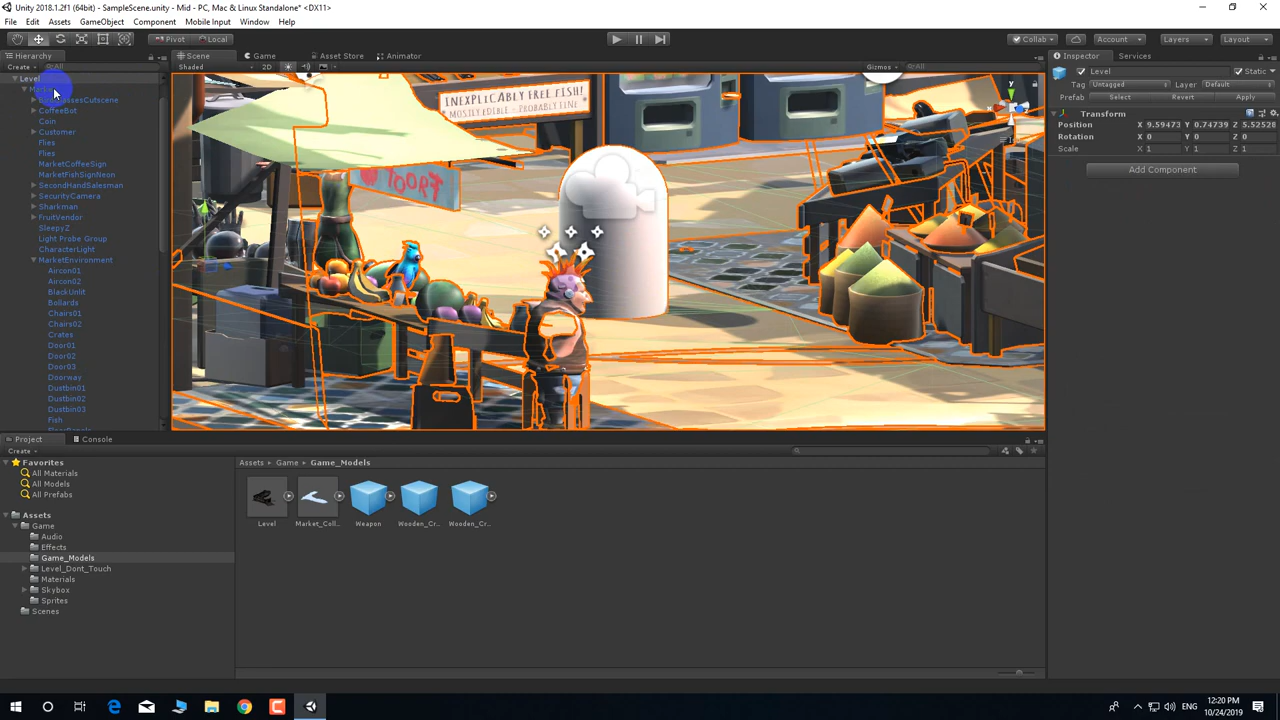 Unity 2018.1.2f1 (64bit) - SampleScene.unity - Mid - PC, Mac & Linux Standalone* <DX11>
File Edit Assets GameObject Component Mobile Input Window Help
Pivot Local Collab Account Layers Layout
Hierarchy Scene Game Asset Store Animator Inspector Services
Create All Shaded 2D Gizmos All
Level
CoffeeBot
Coin
Customer
Flies
Flies
MarketCoffeeSign
MarketFishSignNeon
SecondHandSalesman
SecurityCamera
Sharkman
FruitVendor
SleepyZ
Light Probe Group
CharacterLight
MarketEnvironment
Aircon01
Aircon02
BlackUnlit
Bollards
Chairs01
Chairs02
Crates
Door01
Door02
Door03
Doorway
Dustbin01
Dustbin02
Dustbin03
Fish
INEXPLICABLY FREE FISH!
MOSTLY EDIBLE - PROBABLY FINE
Level Static
Tag Untagged Layer Default
Prefab Select Revert Apply
Transform
Position X 9.59473 Y 0.74739 Z 5.52528
Rotation X 0 Y 0 Z 0
Scale X 1 Y 1 Z 1
Add Component
Project Console
Create
Favorites
All Materials
All Models
All Prefabs
Assets
Game
Audio
Effects
Game_Models
Level_Dont_Touch
Materials
Skybox
Sprites
Scenes
Assets Game Game_Models
Level Market_Coll... Weapon Wooden_Cr... Wooden_Cr...
12:20 PM
10/24/2019